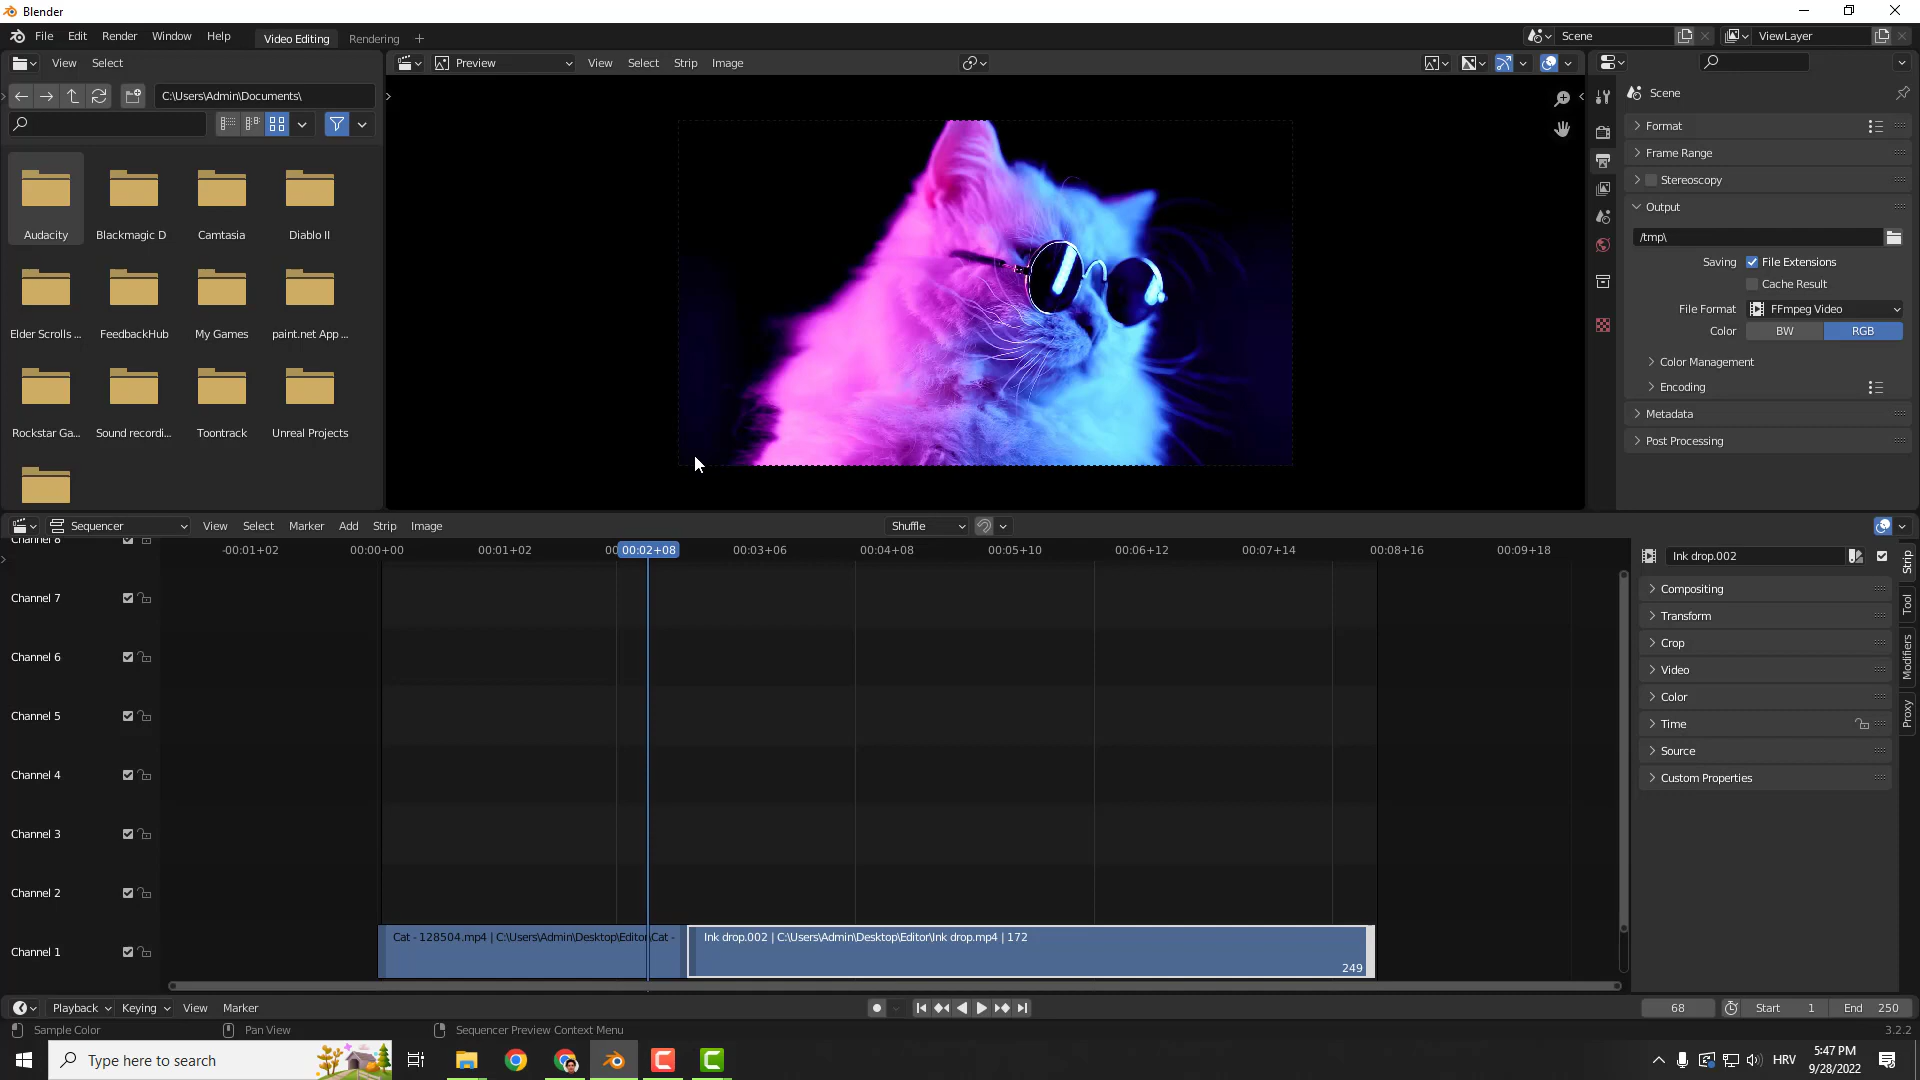 Blender
File Edit Render Window Help Video Editing Rendering + Scene ViewLayer
View Select Preview View Select Strip Image
C:\Users\Admin\Documents\ Scene
Format
Frame Range
Stereoscopy
Output
/tmp\
Saving File Extensions
Cache Result
File Format FFmpeg Video
Color BW RGB
Color Management
Encoding
Metadata
Post Processing
Audacity Blackmagic D Camtasia Diablo II
Elder Scrolls ... FeedbackHub My Games paint.net App ...
Rockstar Ga... Sound recordi... Toontrack Unreal Projects
Sequencer View Select Marker Add Strip Image Shuffle
Channel 8 -00:01+02 00:00+00 00:01+02 00:02+08 00:03+06 00:04+08 00:05+10 00:06+12 00:07+14 00:08+16 00:09+18
Channel 7
Channel 6
Channel 5
Channel 4
Channel 3
Channel 2
Channel 1
Cat - 128504.mp4 | C:\Users\Admin\Desktop\Editor\Cat -
Ink drop.002 | C:\Users\Admin\Desktop\Editor\Ink drop.mp4 | 172
249
Ink drop.002
Compositing
Transform
Crop
Video
Color
Time
Source
Custom Properties
Strip
Tool
Modifiers
Proxy
Playback Keying View Marker 68 Start 1 End 250
Sample Color Pan View Sequencer Preview Context Menu 3.2.2
Type here to search HRV 5:47 PM
9/28/2022